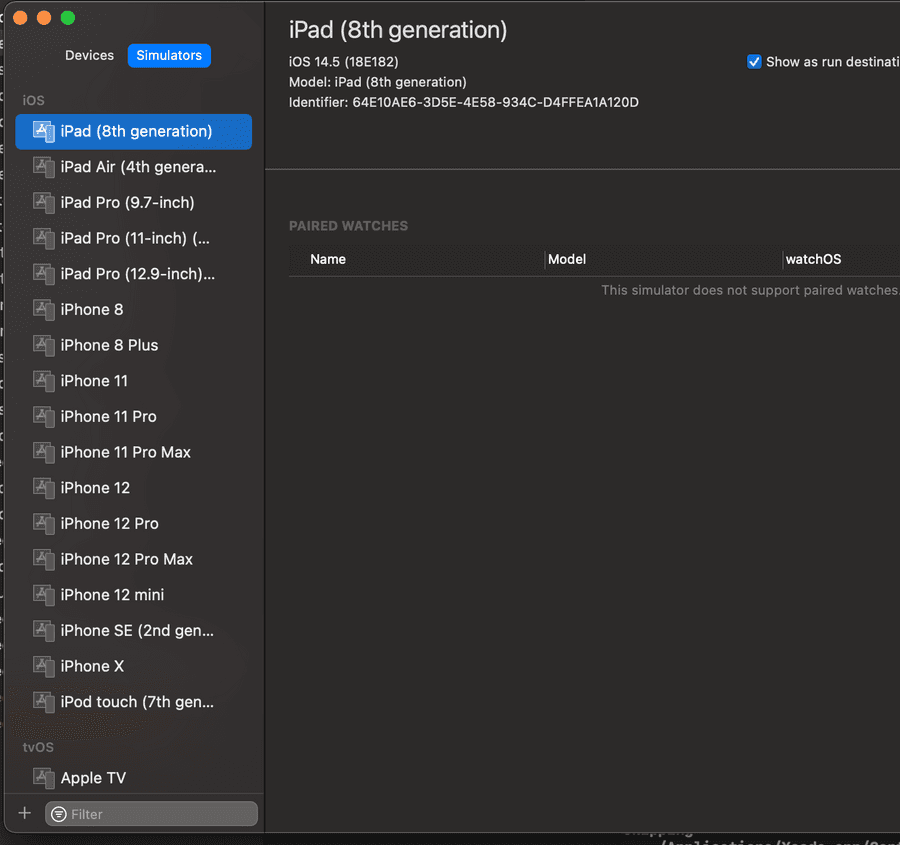 Devices
Simulators
iOS
iPad (8th generation)
iPad Air (4th genera...
iPad Pro (9.7-inch)
iPad Pro (11-inch) (...
iPad Pro (12.9-inch)...
iPhone 8
iPhone 8 Plus
iPhone 11
iPhone 11 Pro
iPhone 11 Pro Max
iPhone 12
iPhone 12 Pro
iPhone 12 Pro Max
iPhone 12 mini
iPhone SE (2nd gen...
iPhone X
iPod touch (7th gen...
tvOS
Apple TV
Filter
iPad (8th generation)
iOS 14.5 (18E182)
Model: iPad (8th generation)
Identifier: 64E10AE6-3D5E-4E58-934C-D4FFEA1A120D
Show as run destinati
PAIRED WATCHES
Name Model watchOS
This simulator does not support paired watches.